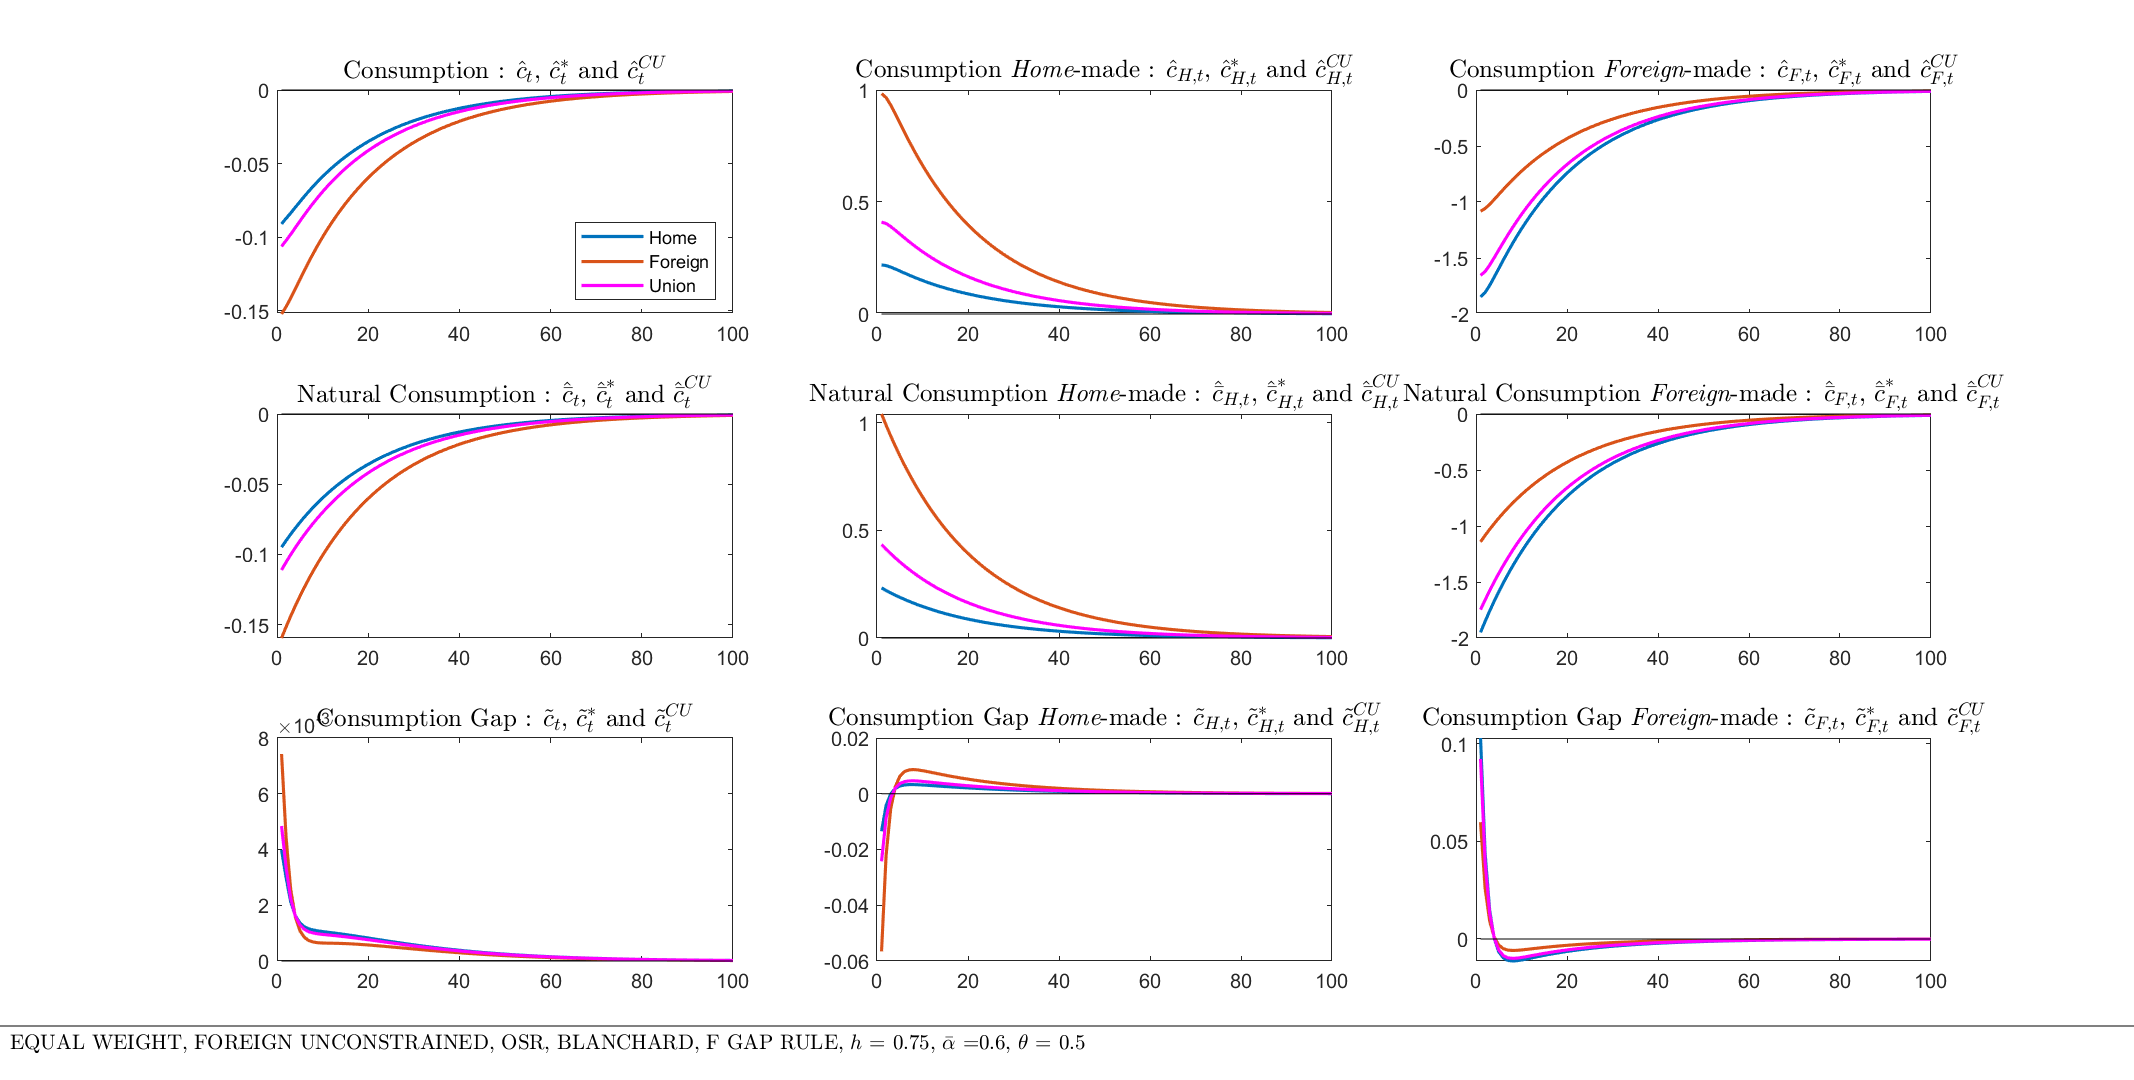 Consumption : ĉ_t, ĉ*_t and ĉ^CU_t
0
-0.05
-0.1
-0.15
0 20 40 60 80 100
Home
Foreign
Union
Consumption Home-made : ĉ_H,t, ĉ*_H,t and ĉ^CU_H,t
1
0.5
0
0 20 40 60 80 100
Consumption Foreign-made : ĉ_F,t, ĉ*_F,t and ĉ^CU_F,t
0
-0.5
-1
-1.5
-2
0 20 40 60 80 100
Natural Consumption : c̄̂_t, c̄̂*_t and c̄̂^CU_t
0
-0.05
-0.1
-0.15
0 20 40 60 80 100
Natural Consumption Home-made : c̄̂_H,t, c̄̂*_H,t and c̄̂^CU_H,t
1
0.5
0
0 20 40 60 80 100
Natural Consumption Foreign-made : c̄̂_F,t, c̄̂*_F,t and c̄̂^CU_F,t
0
-0.5
-1
-1.5
-2
0 20 40 60 80 100
Consumption Gap : c̃_t, c̃*_t and c̃^CU_t
×10^-3
8
6
4
2
0
0 20 40 60 80 100
Consumption Gap Home-made : c̃_H,t, c̃*_H,t and c̃^CU_H,t
0.02
0
-0.02
-0.04
-0.06
0 20 40 60 80 100
Consumption Gap Foreign-made : c̃_F,t, c̃*_F,t and c̃^CU_F,t
0.1
0.05
0
0 20 40 60 80 100
EQUAL WEIGHT, FOREIGN UNCONSTRAINED, OSR, BLANCHARD, F GAP RULE, h = 0.75, ᾱ =0.6, θ = 0.5